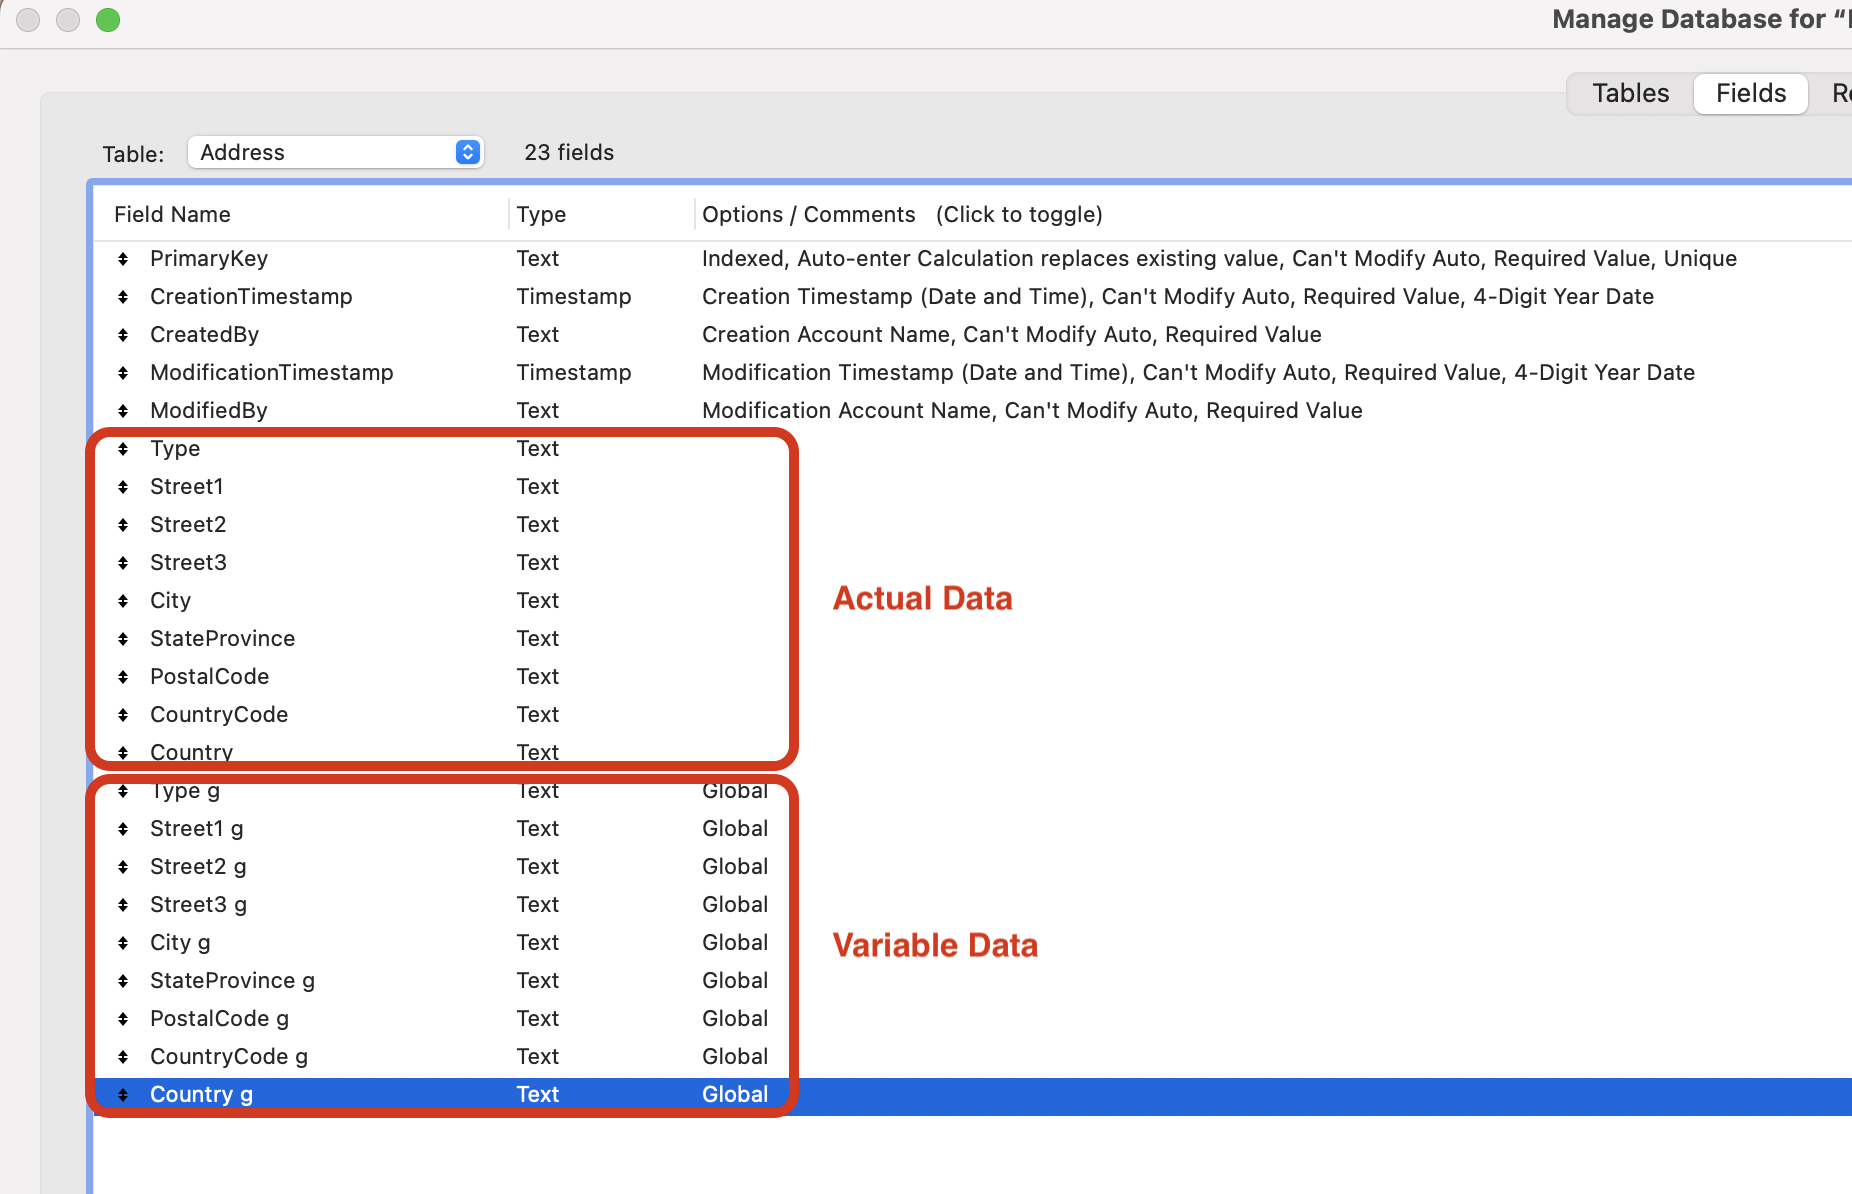 Manage Database for “
Tables Fields
Table: Address 23 fields
Field Name Type Options / Comments (Click to toggle)
PrimaryKey Text Indexed, Auto-enter Calculation replaces existing value, Can't Modify Auto, Required Value, Unique
CreationTimestamp Timestamp Creation Timestamp (Date and Time), Can't Modify Auto, Required Value, 4-Digit Year Date
CreatedBy Text Creation Account Name, Can't Modify Auto, Required Value
ModificationTimestamp Timestamp Modification Timestamp (Date and Time), Can't Modify Auto, Required Value, 4-Digit Year Date
ModifiedBy Text Modification Account Name, Can't Modify Auto, Required Value
Type Text
Street1 Text
Street2 Text
Street3 Text
City Text
Actual Data
StateProvince Text
PostalCode Text
CountryCode Text
Country Text
Type g Text Global
Street1 g Text Global
Street2 g Text Global
Street3 g Text Global
City g Text Global
Variable Data
StateProvince g Text Global
PostalCode g Text Global
CountryCode g Text Global
Country g Text Global